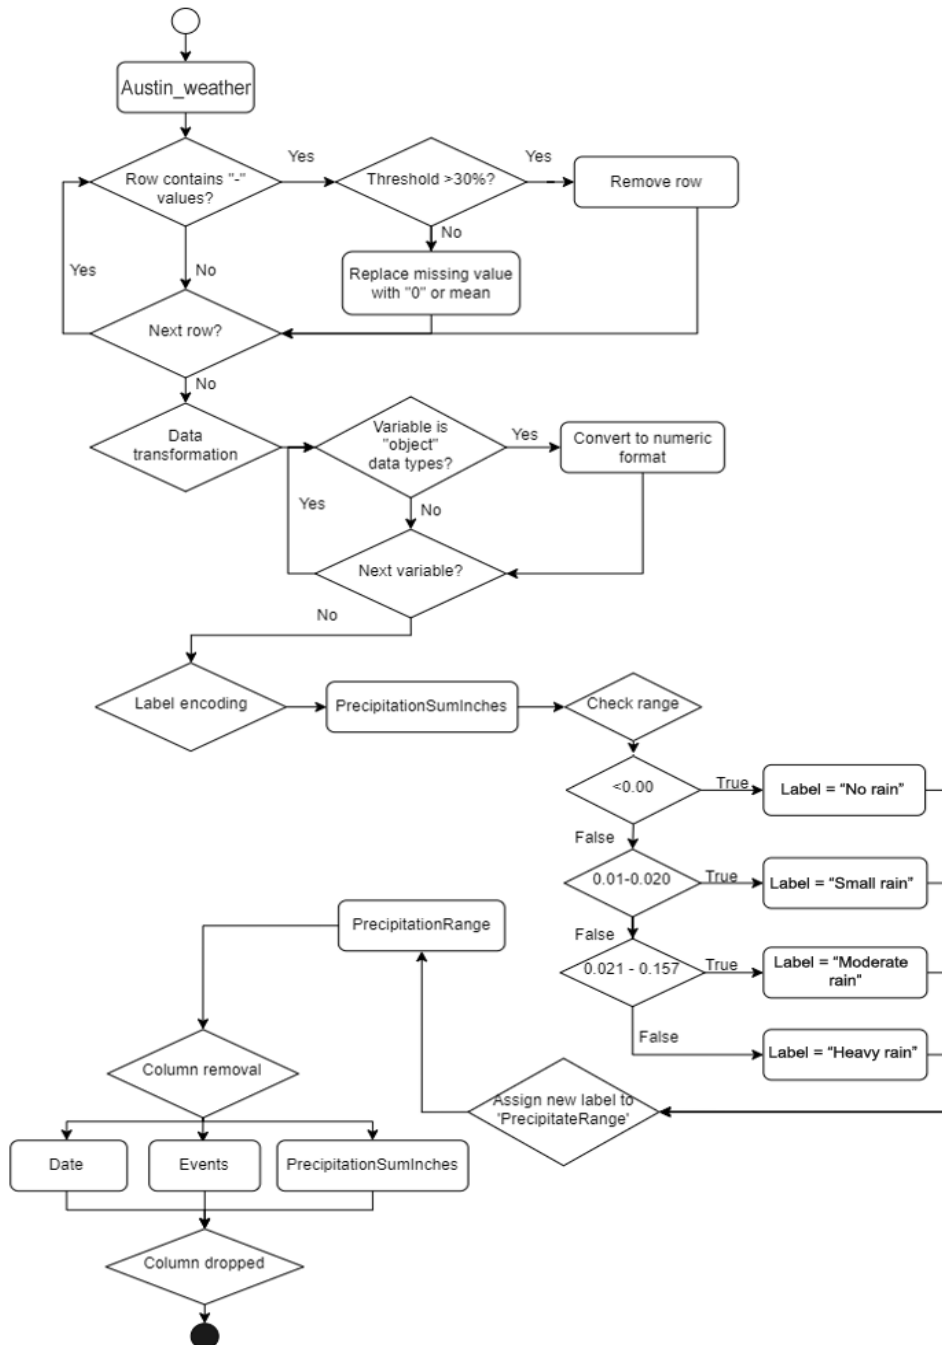 Austin_weather
Row contains "-"
values?
Yes
Threshold >30%?
Yes
Remove row
No
Replace missing value
with "0" or mean
Yes
No
Next row?
No
Data
transformation
Variable is
"object"
data types?
Yes
Convert to numeric
format
Yes
No
Next variable?
No
Label encoding
PrecipitationSumInches
Check range
<0.00
True
Label = “No rain”
False
0.01-0.020
True
Label = “Small rain”
False
0.021 - 0.157
True
Label = “Moderate
rain”
False
Label = “Heavy rain”
Assign new label to
'PrecipitateRange'
PrecipitationRange
Column removal
Date
Events
PrecipitationSumInches
Column dropped